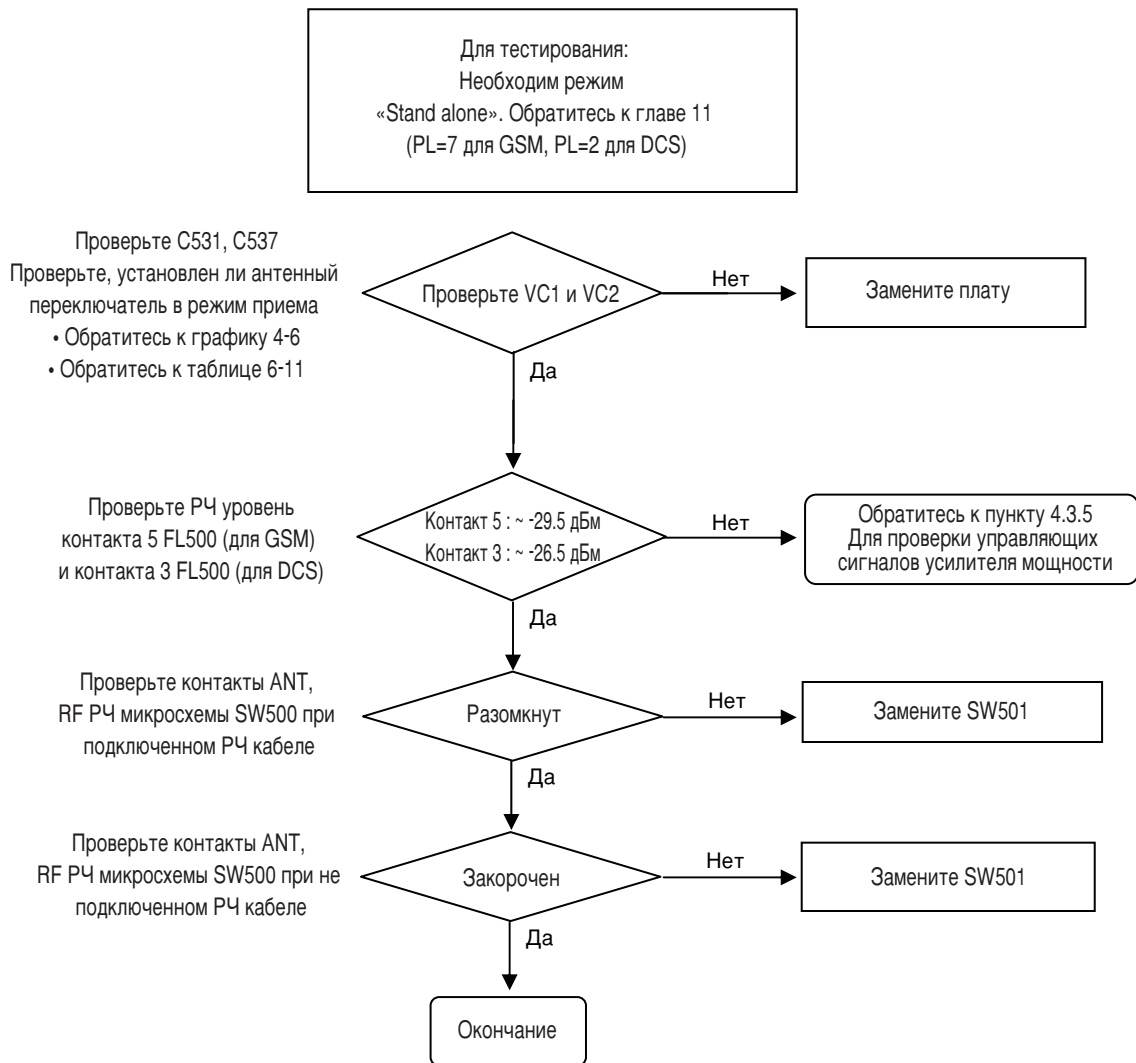 Для тестирования:
Необходим режим
«Stand alone». Обратитесь к главе 11
(PL=7 для GSM, PL=2 для DCS)
Проверьте C531, C537
Проверьте, установлен ли антенный
переключатель в режим приема
• Обратитесь к графику 4-6
• Обратитесь к таблице 6-11
Проверьте VC1 и VC2
Нет
Замените плату
Да
Проверьте РЧ уровень
контакта 5 FL500 (для GSM)
и контакта 3 FL500 (для DCS)
Контакт 5 : ~ -29.5 дБм
Контакт 3 : ~ -26.5 дБм
Нет
Обратитесь к пункту 4.3.5
Для проверки управляющих
сигналов усилителя мощности
Да
Проверьте контакты ANT,
RF РЧ микросхемы SW500 при
подключенном РЧ кабеле
Разомкнут
Нет
Замените SW501
Да
Проверьте контакты ANT,
RF РЧ микросхемы SW500 при не
подключенном РЧ кабеле
Закорочен
Нет
Замените SW501
Да
Окончание